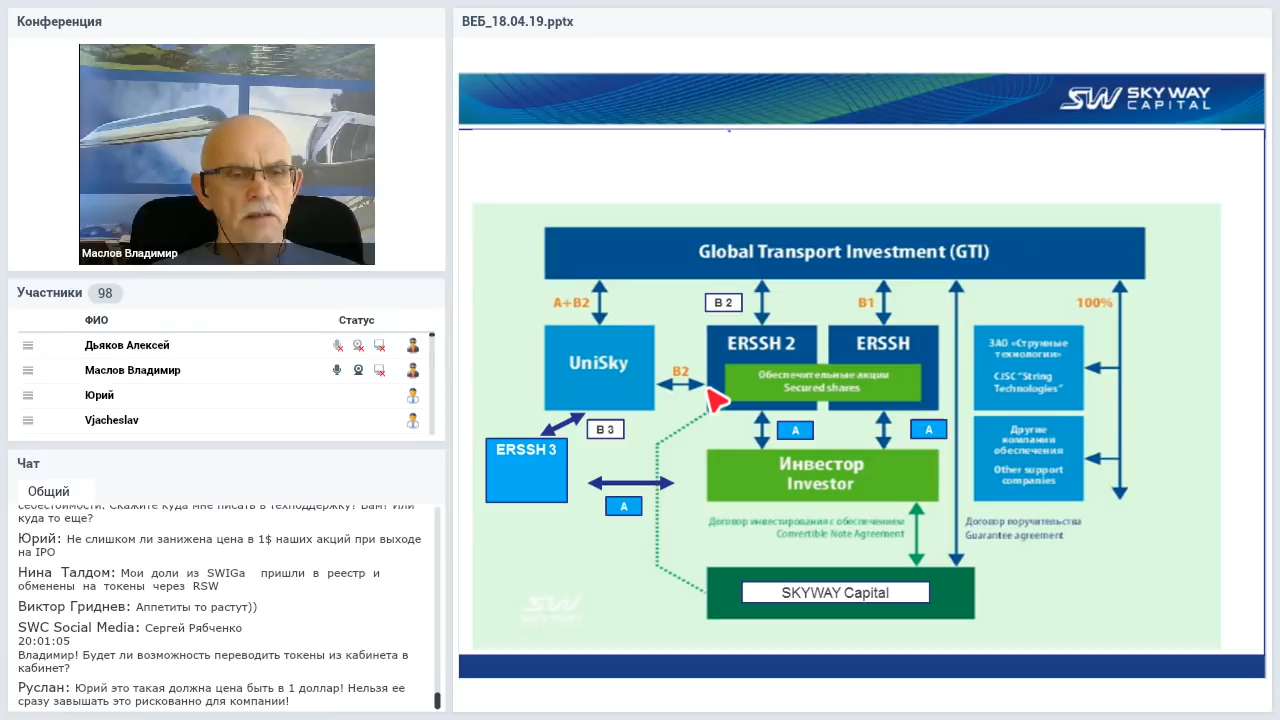 Конференция
Маслов Владимир
Участники 98
ФИО Статус
Дьяков Алексей
Маслов Владимир
Юрий
Vjacheslav
Чат
Общий
себестоимости. Скажите куда мне писать в техподдержку? Вам? Или
куда то еще?
Юрий: Не слишком ли занижена цена в 1$ наших акций при выходе
на IPO
Нина Талдом: Мои доли из SWIGa пришли в реестр и
обменены на токены через RSW
Виктор Гриднев: Аппетиты то растут))
SWC Social Media: Сергей Рябченко
20:01:05
Владимир! Будет ли возможность переводить токены из кабинета в
кабинет?
Руслан: Юрий это такая должна цена быть в 1 доллар! Нельзя ее
сразу завышать это рискованно для компании!
ВЕБ_18.04.19.pptx
SW SKY WAY
CAPITAL
Global Transport Investment (GTI)
A+B2
B 2
B1
100%
UniSky
B2
ERSSH 2
ERSSH
Обеспечительные акции
Secured shares
ЗАО «Струнные
технологии»
CJSC "String
Technologies"
Другие
компании
обеспечения
Other support
companies
B 3
A
A
ERSSH 3
A
Инвестор
Investor
Договор инвестирования с обеспечением
Convertible Note Agreement
Договор поручительства
Guarantee agreement
SKYWAY Capital
SW
SKYWAY